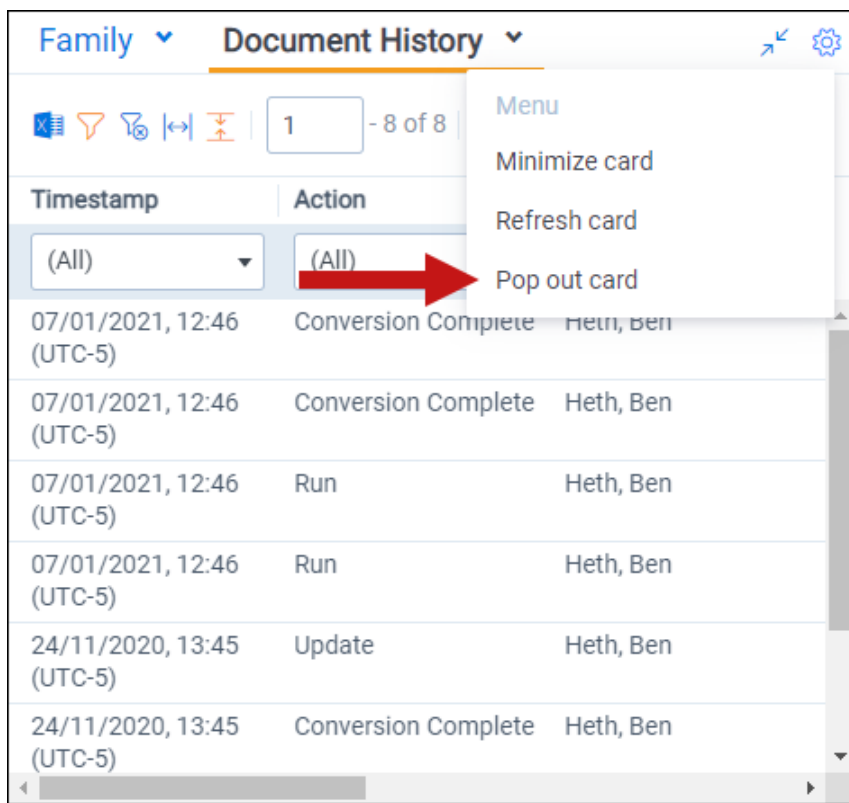 Family Document History
1 - 8 of 8
Menu
Minimize card
Refresh card
Pop out card
Timestamp Action
(All) (All)
07/01/2021, 12:46 Conversion Complete Heth, Ben
(UTC-5)
07/01/2021, 12:46 Conversion Complete Heth, Ben
(UTC-5)
07/01/2021, 12:46 Run Heth, Ben
(UTC-5)
07/01/2021, 12:46 Run Heth, Ben
(UTC-5)
24/11/2020, 13:45 Update Heth, Ben
(UTC-5)
24/11/2020, 13:45 Conversion Complete Heth, Ben
(UTC-5)